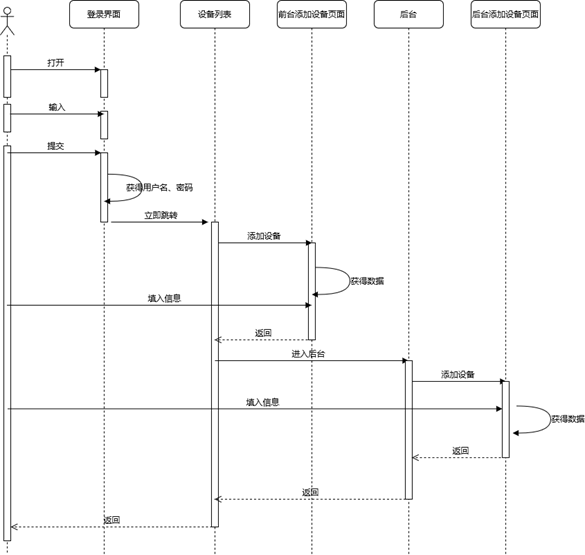 登录界面
设备列表
前台添加设备页面
后台
后台添加设备页面
打开
输入
提交
获得用户名、密码
立即跳转
添加设备
获得数据
填入信息
返回
进入后台
添加设备
填入信息
获得数据
返回
返回
返回